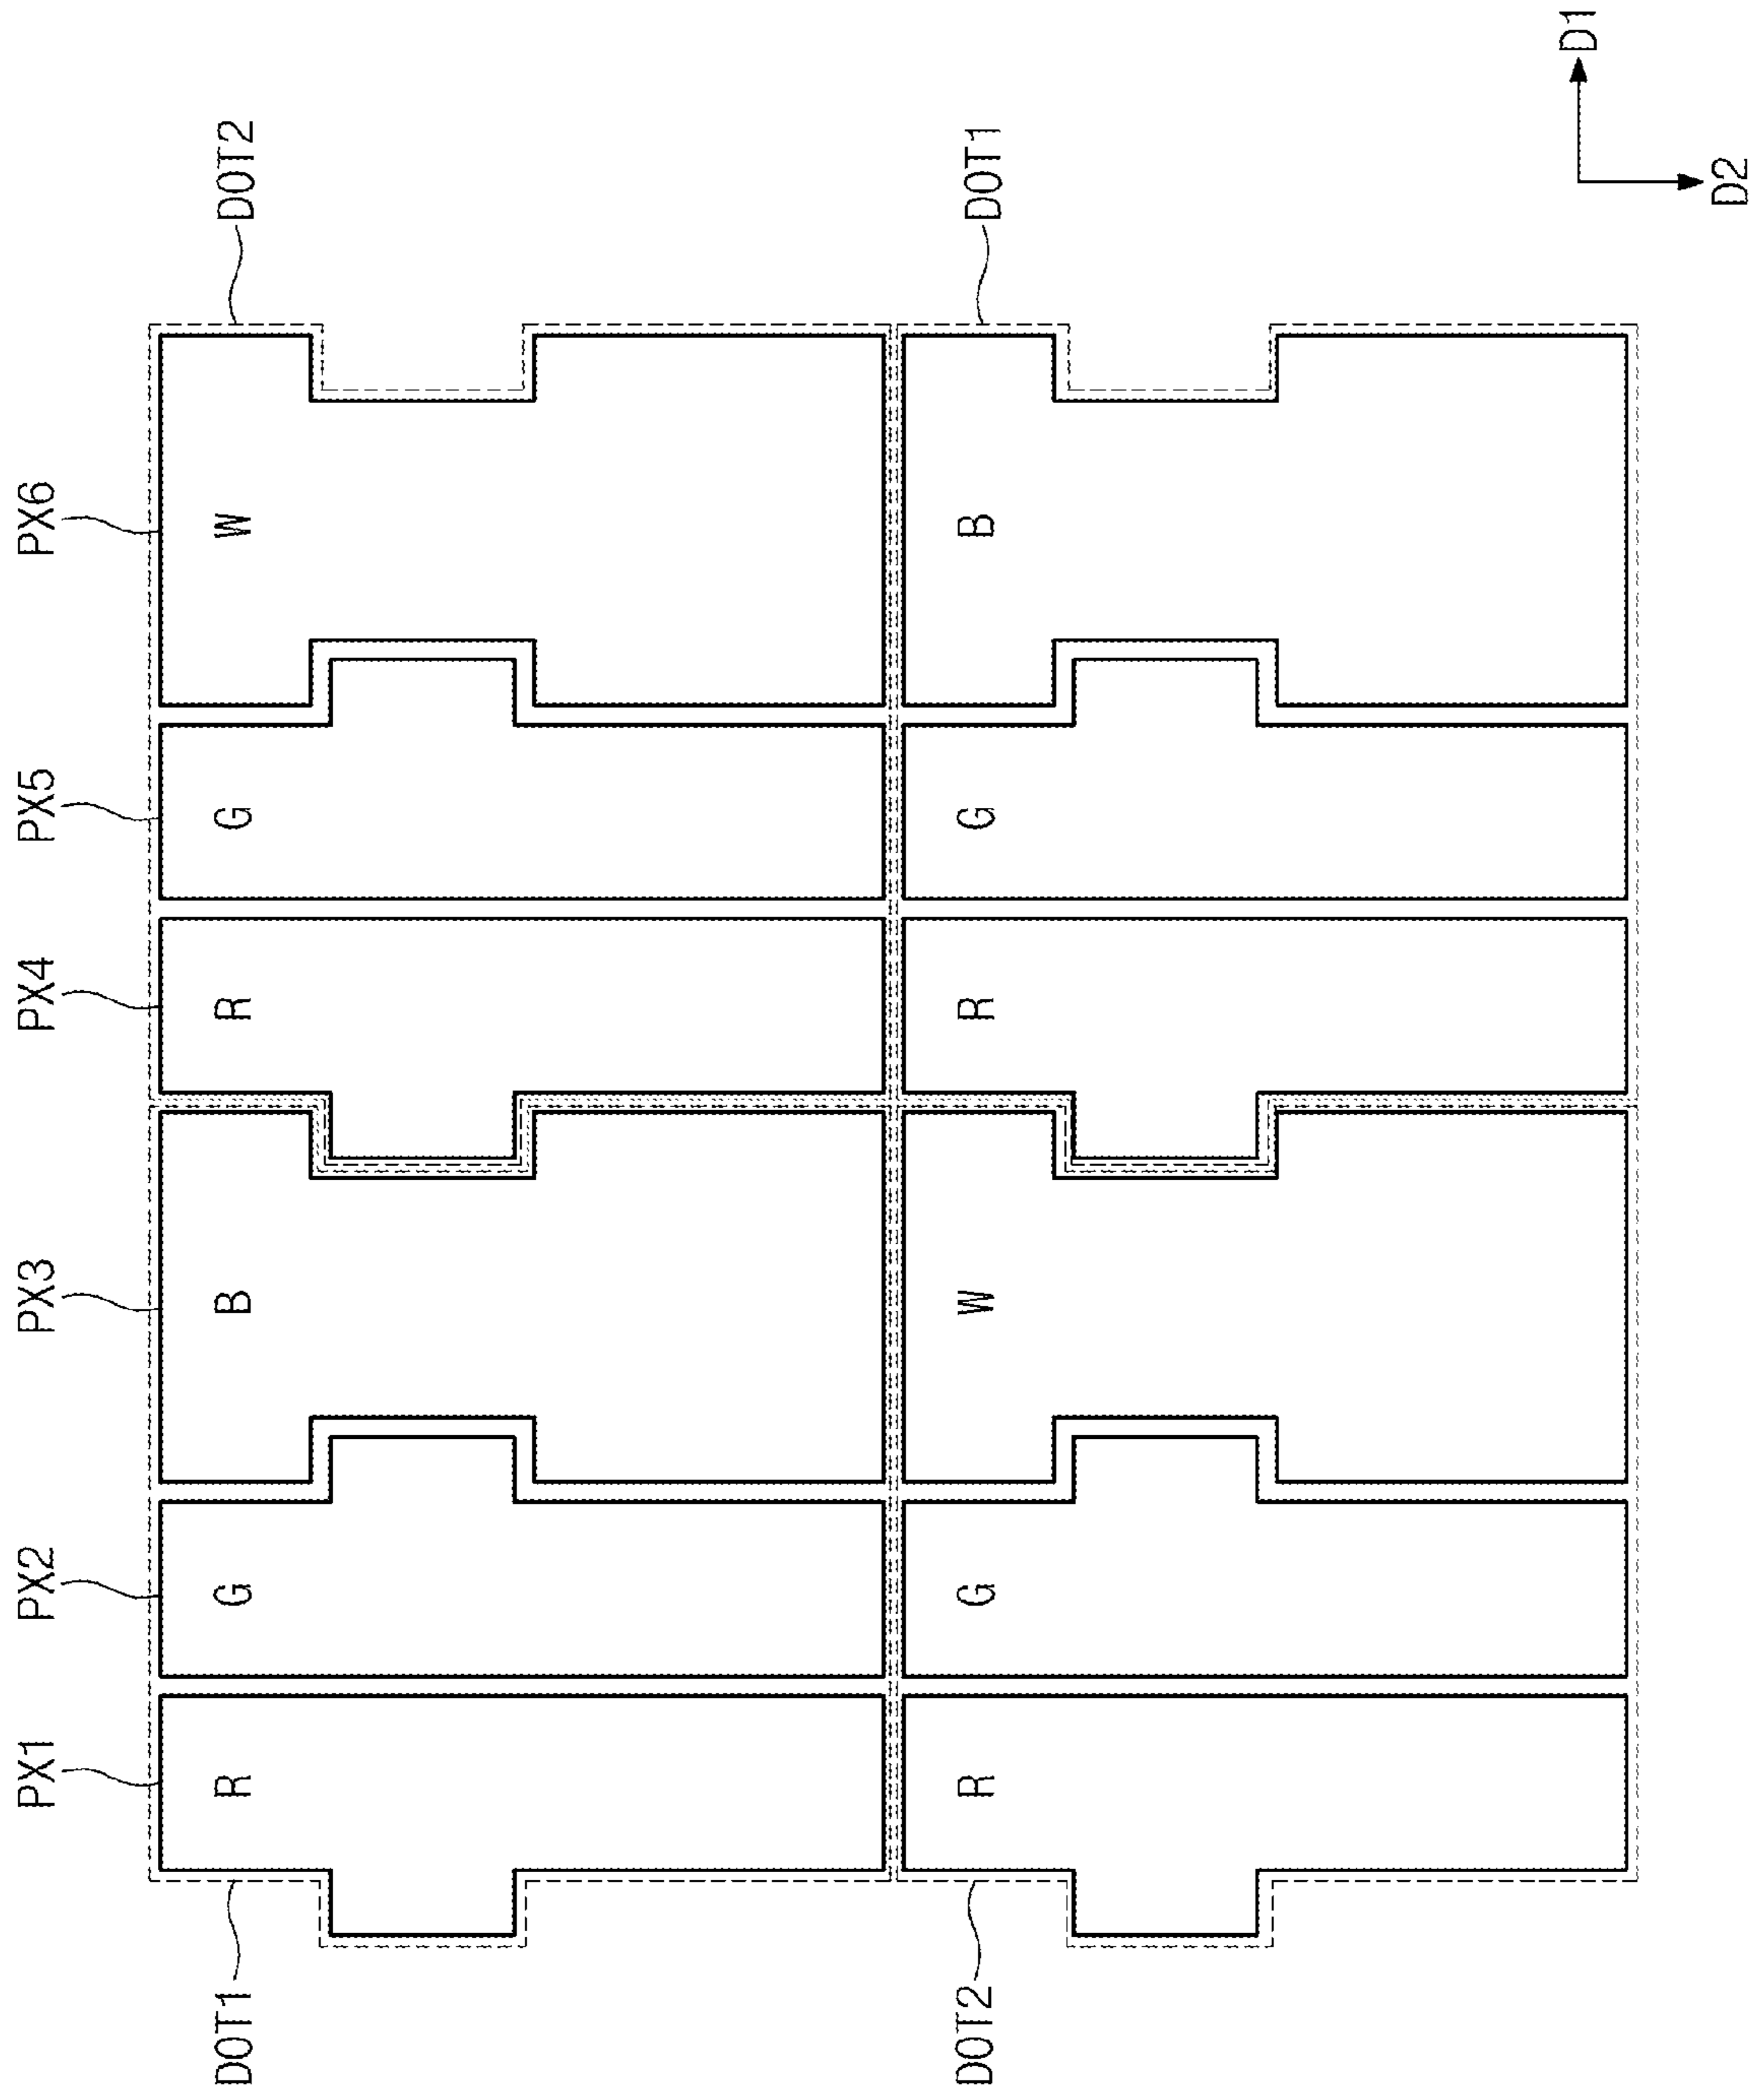 PX1 PX2 PX3 PX4 PX5 PX6
DOT1 R G B R G W DOT2
DOT2 R G W R G B DOT1
D1
D2